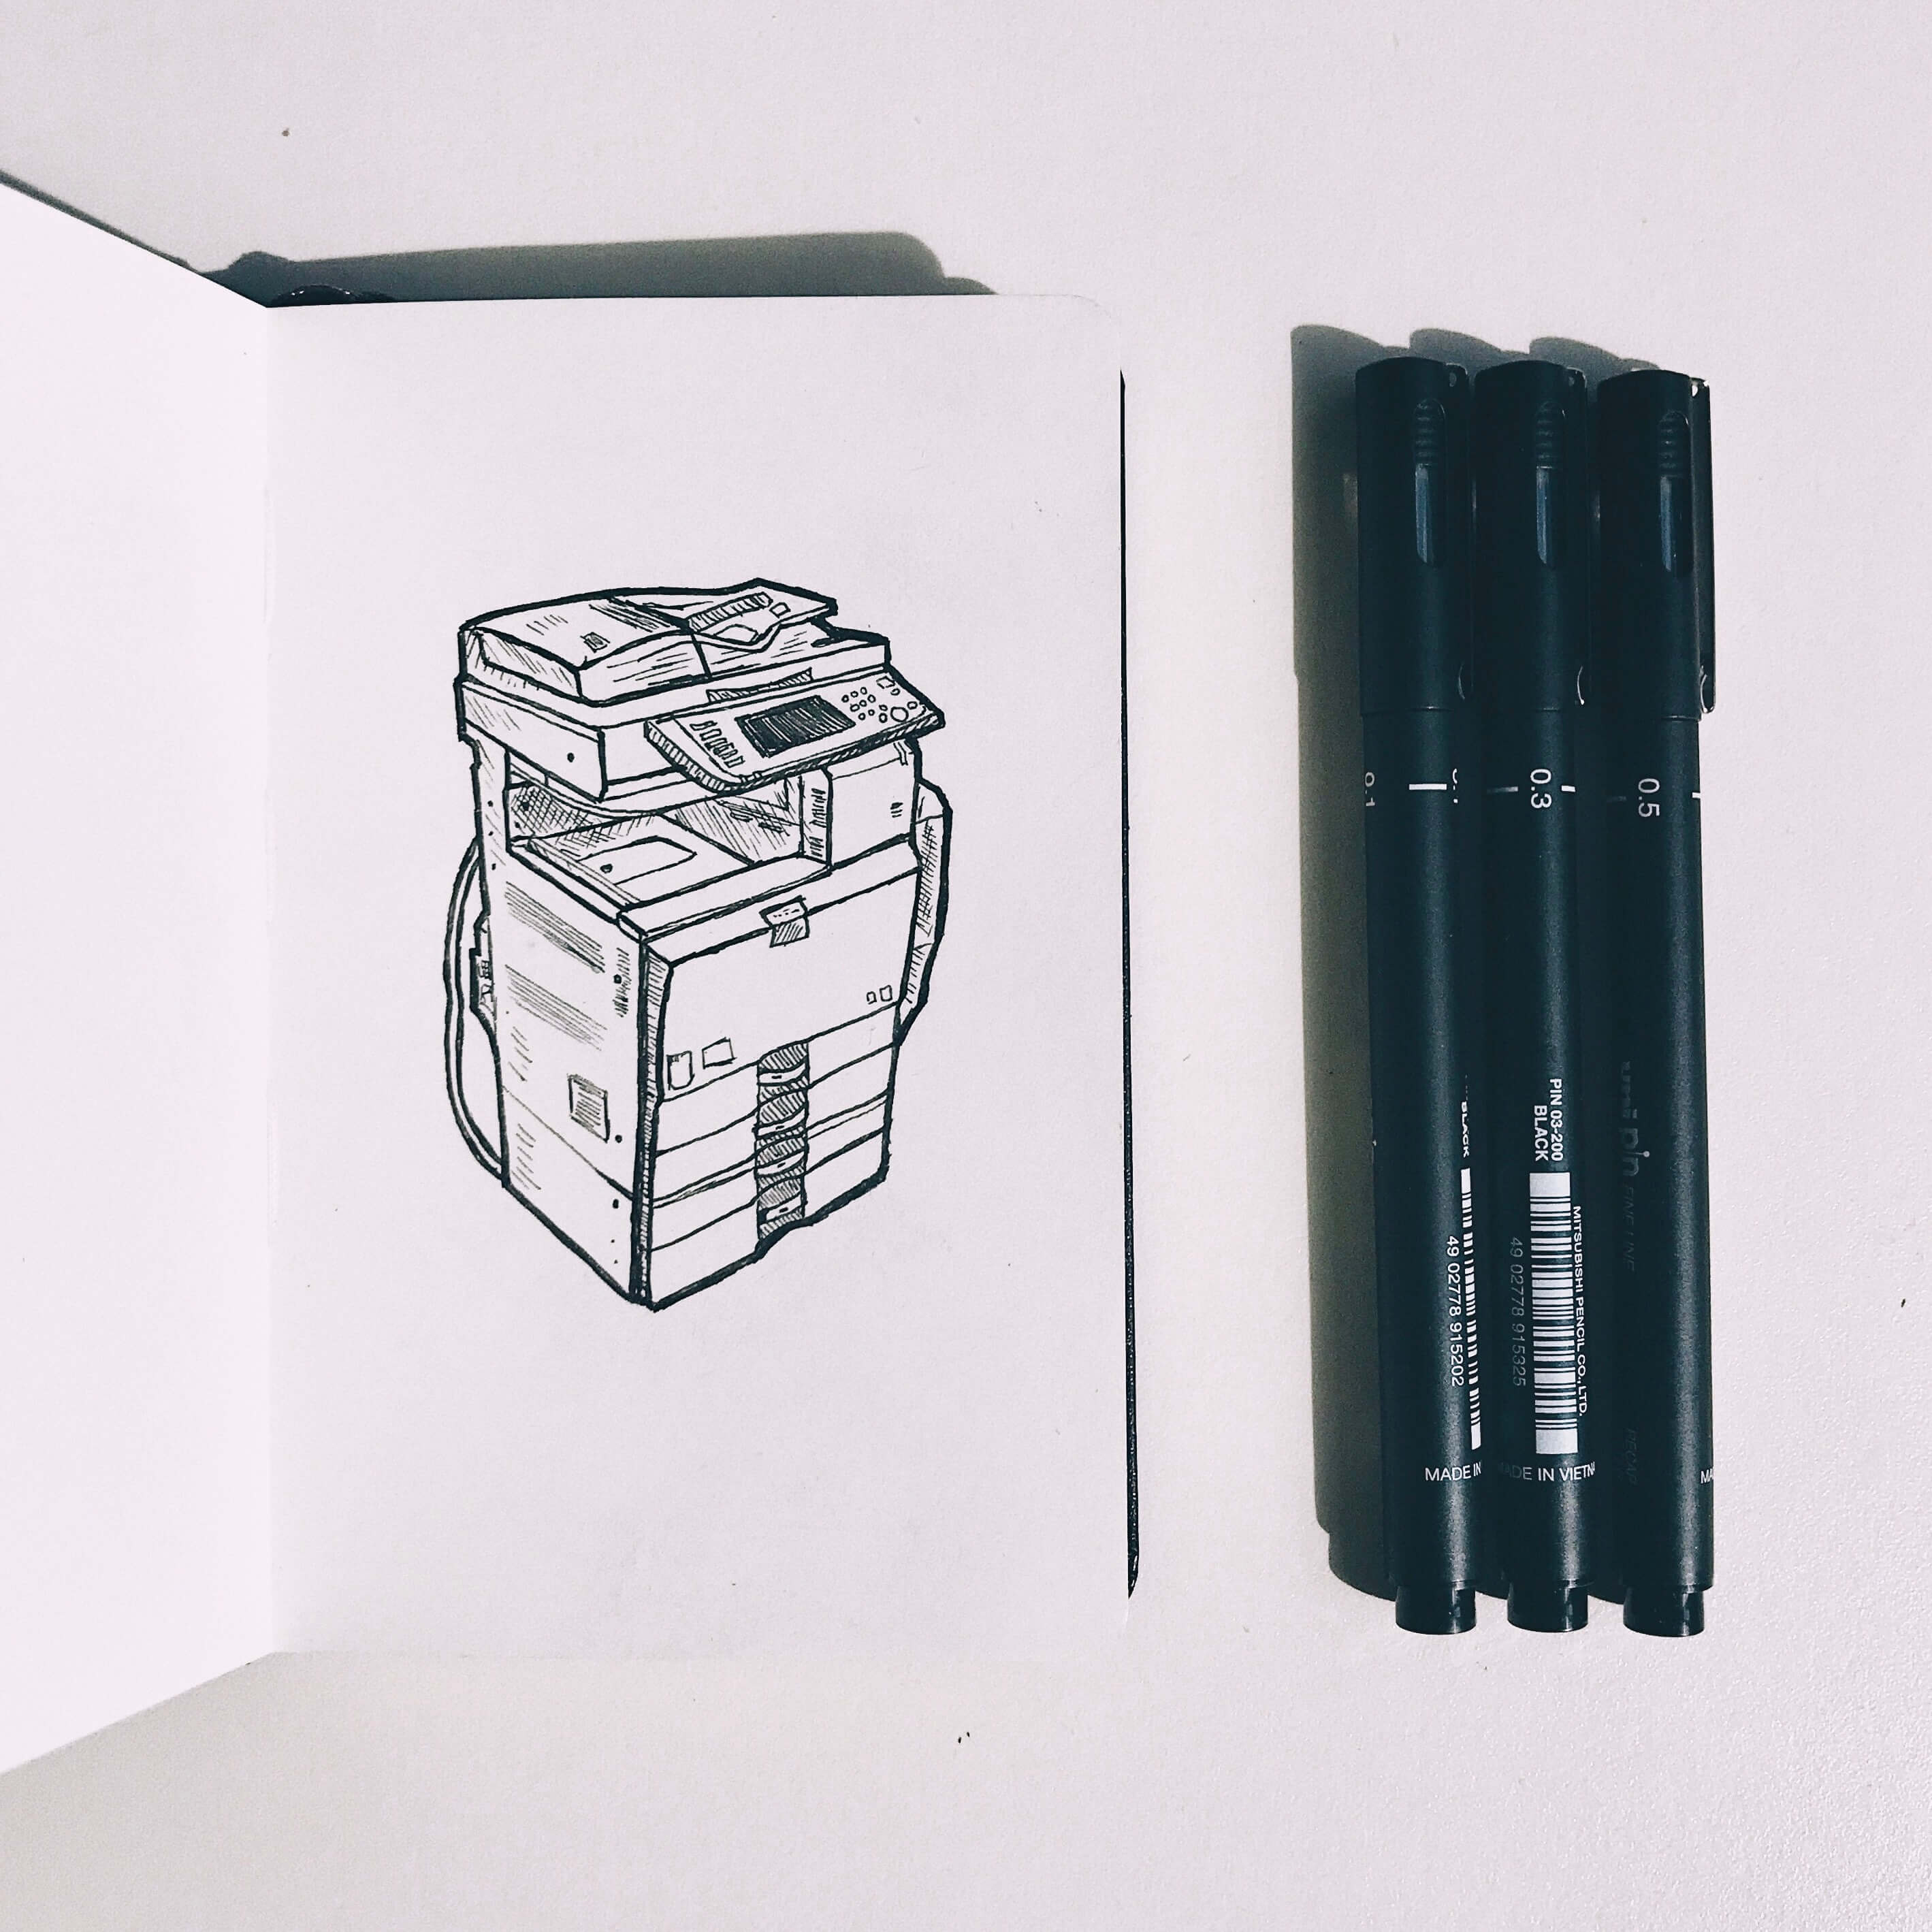 0.1
0.3
0.5
BLACK
49 02778 915202
MADE IN
PIN 03-200
BLACK
MITSUBISHI PENCIL CO., LTD.
49 02778 915325
MADE IN VIETN
uni pin FINE LINE
MA